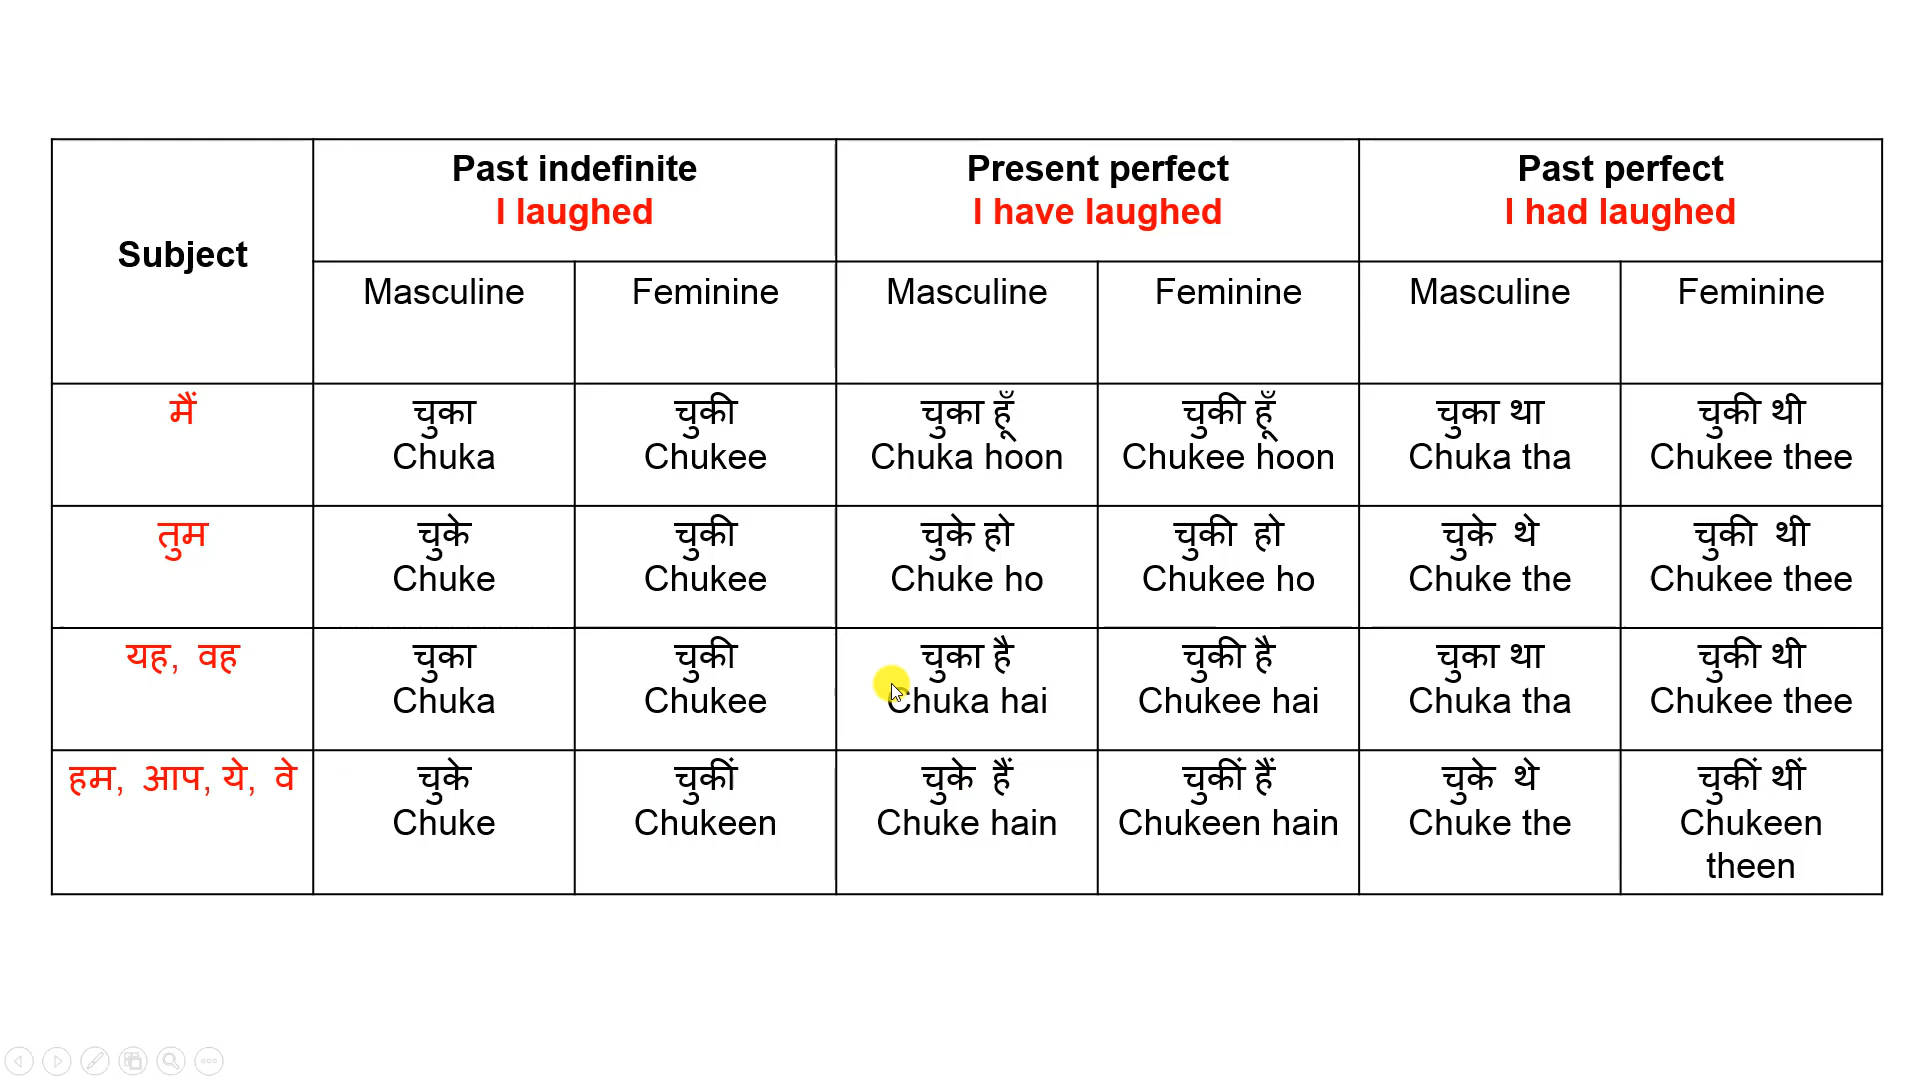 Subject
Past indefinite
I laughed
Present perfect
I have laughed
Past perfect
I had laughed
Masculine
Feminine
Masculine
Feminine
Masculine
Feminine
मैं
चुका
Chuka
चुकी
Chukee
चुका हूँ
Chuka hoon
चुकी हूँ
Chukee hoon
चुका था
Chuka tha
चुकी थी
Chukee thee
तुम
चुके
Chuke
चुकी
Chukee
चुके हो
Chuke ho
चुकी हो
Chukee ho
चुके थे
Chuke the
चुकी थी
Chukee thee
यह, वह
चुका
Chuka
चुकी
Chukee
चुका है
Chuka hai
चुकी है
Chukee hai
चुका था
Chuka tha
चुकी थी
Chukee thee
हम, आप, ये, वे
चुके
Chuke
चुकीं
Chukeen
चुके हैं
Chuke hain
चुकीं हैं
Chukeen hain
चुके थे
Chuke the
चुकीं थीं
Chukeen
theen